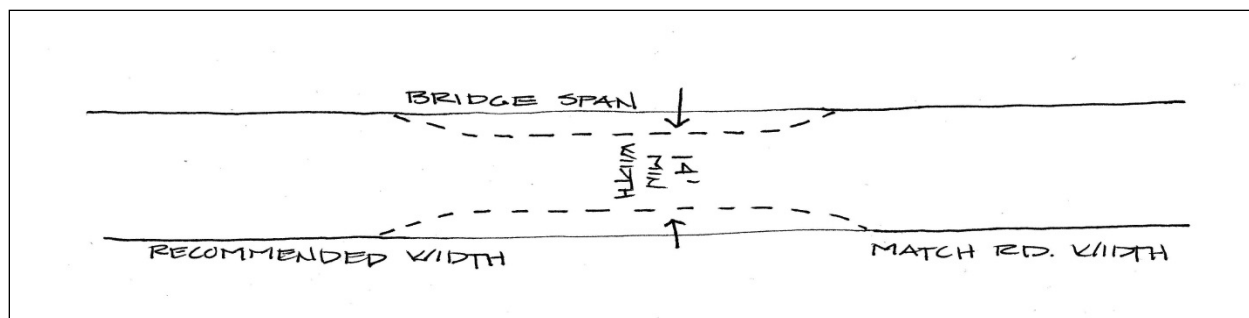 BRIDGE SPAN
14'
MIN
WIDTH
RECOMMENDED WIDTH
MATCH RD. WIDTH